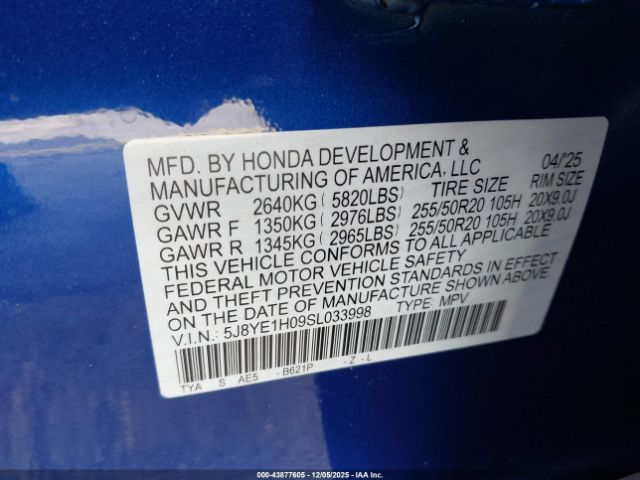 MFD. BY HONDA DEVELOPMENT & 04/'25
MANUFACTURING OF AMERICA, LLC
TIRE SIZE RIM SIZE
GVWR 2640KG ( 5820LBS)
GAWR F 1350KG ( 2976LBS) 255/50R20 105H 20X9.0J
GAWR R 1345KG ( 2965LBS) 255/50R20 105H 20X9.0J
THIS VEHICLE CONFORMS TO ALL APPLICABLE
FEDERAL MOTOR VEHICLE SAFETY
AND THEFT PREVENTION STANDARDS IN EFFECT
ON THE DATE OF MANUFACTURE SHOWN ABOVE.
V.I.N.: 5J8YE1H09SL033998 TYPE: MPV
TYA S AE5 - B621P - Z - L
00-43877605 - 12/05/2025 - IAA Inc.